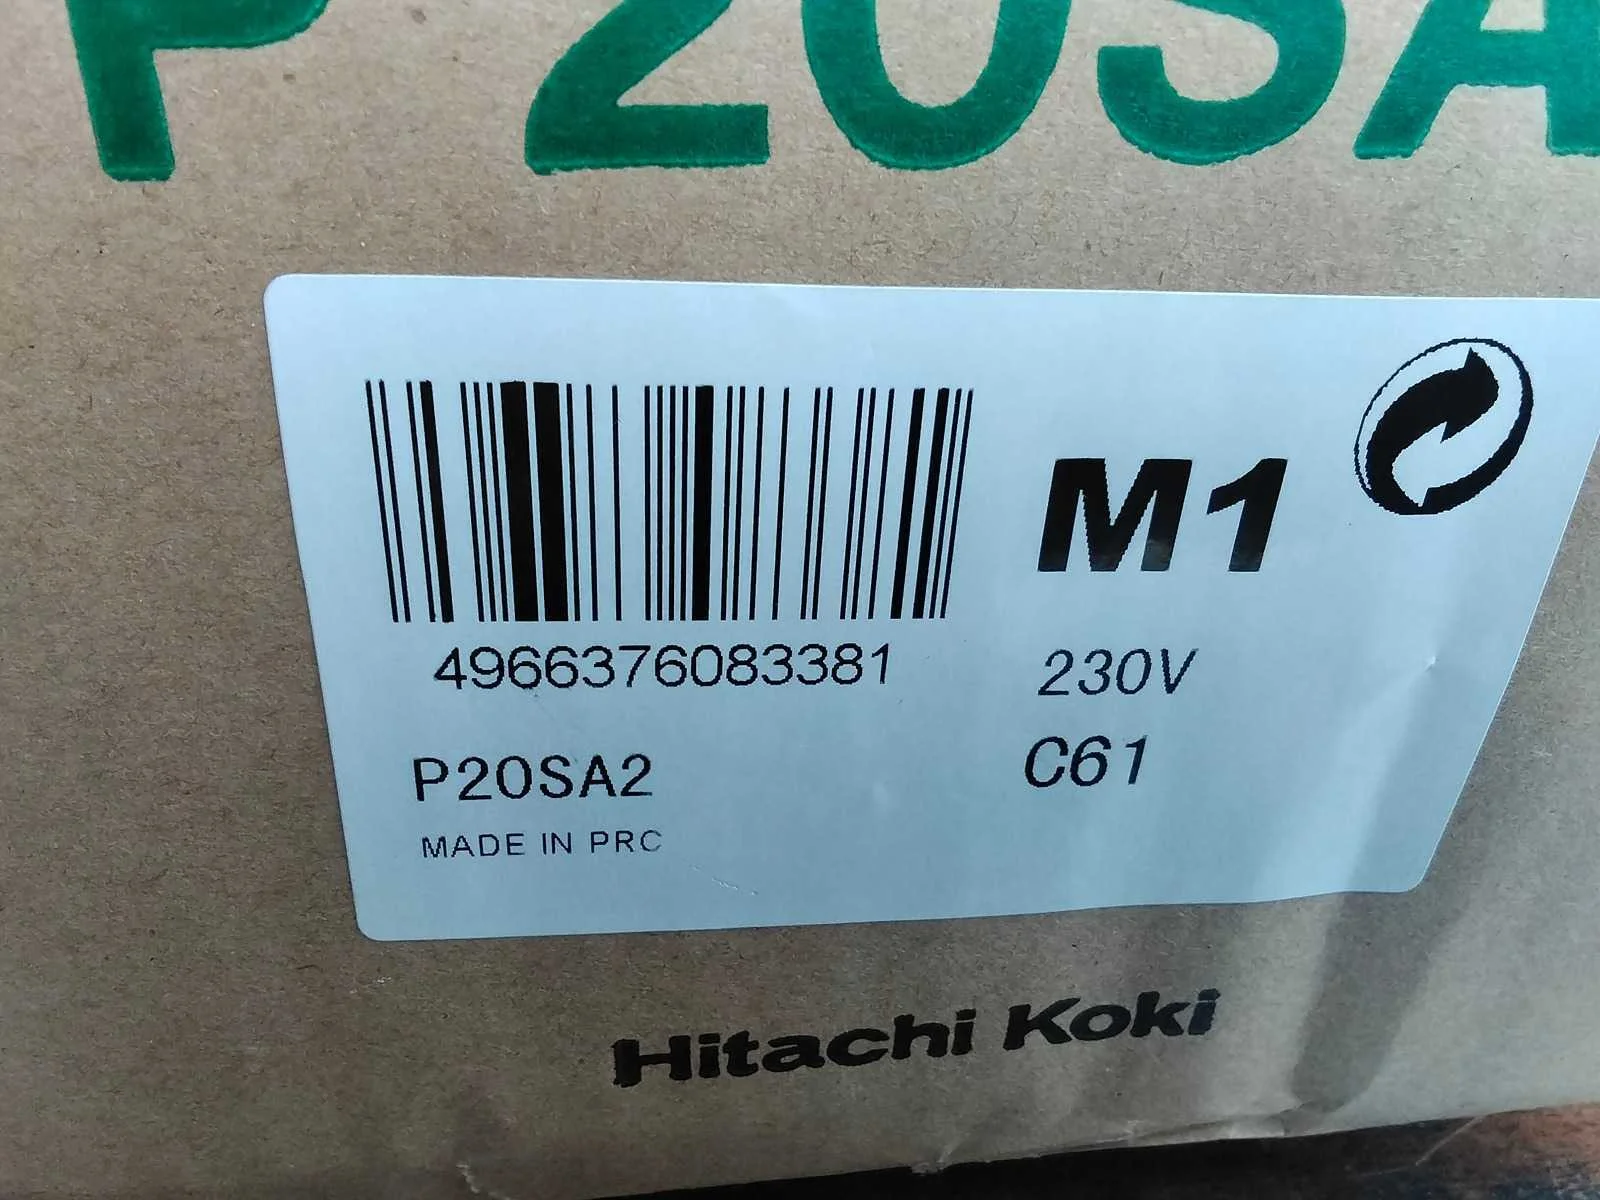 P 20SA
M1
4966376083381
230V
P20SA2
C61
MADE IN PRC
Hitachi Koki